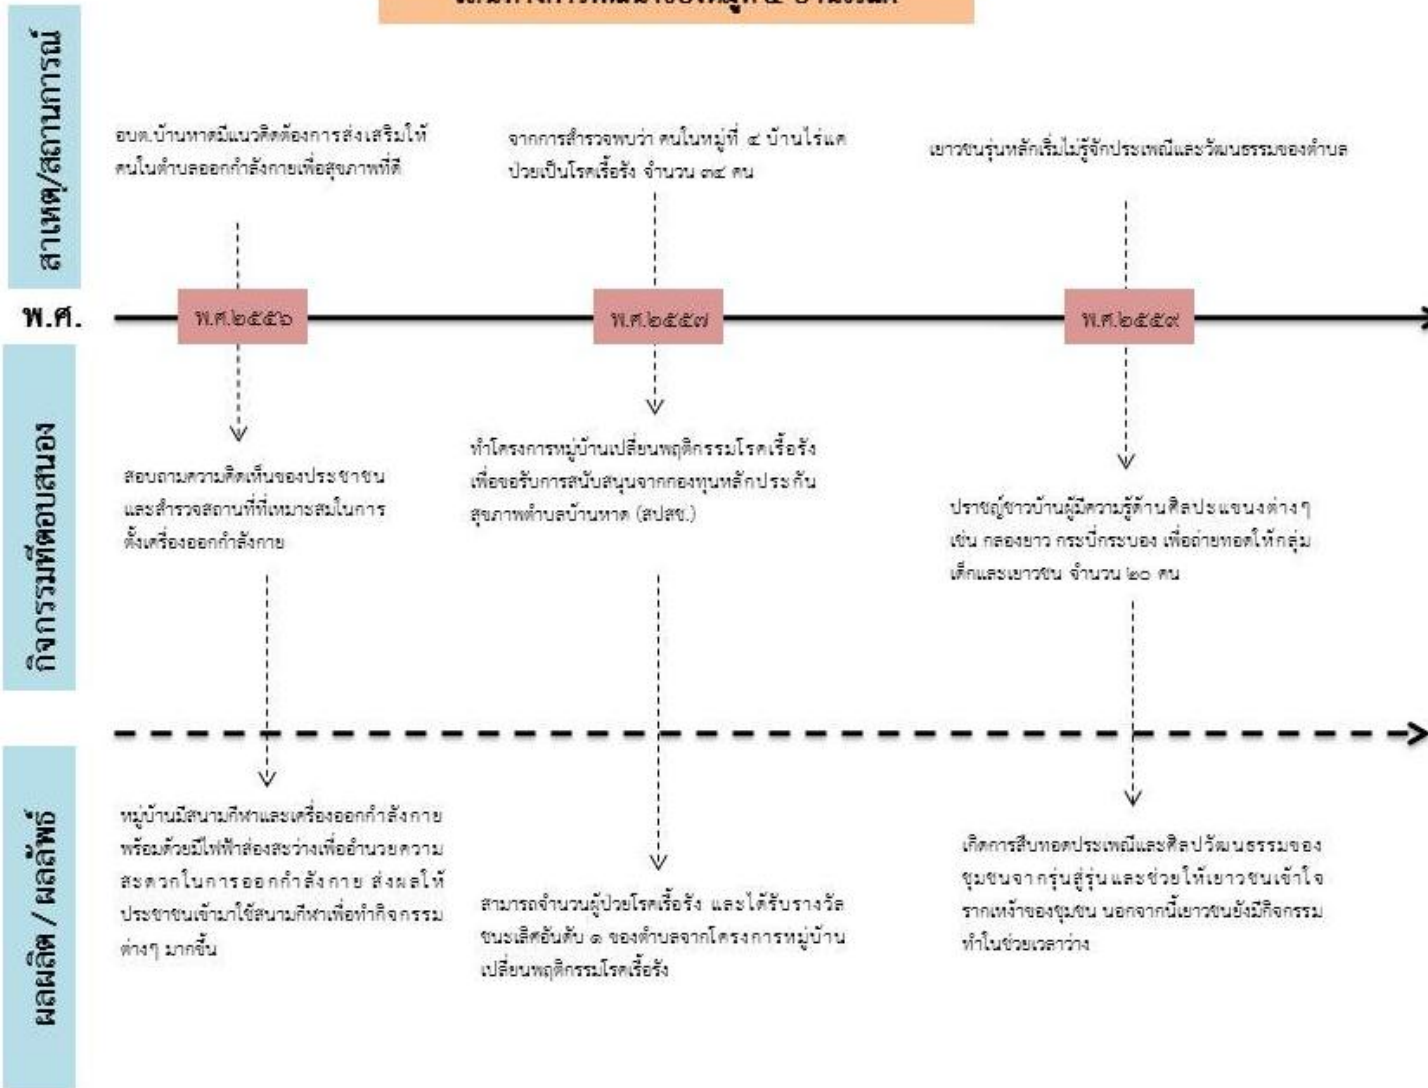 เส้นทางการพัฒนาของหมู่ที่ ๔ บ้านไร่แค
สาเหตุ/สถานการณ์
อบต.บ้านหาดมีแนวคิดต้องการส่งเสริมให้
คนในตำบลออกกำลังกายเพื่อสุขภาพที่ดี
จากการสำรวจพบว่า คนในหมู่ที่ ๔ บ้านไร่แค
ป่วยเป็นโรคเรื้อรัง จำนวน ๓๔ คน
เยาวชนรุ่นหลักเริ่มไม่รู้จักประเพณีและวัฒนธรรมของตำบล
พ.ศ.
พ.ศ.๒๕๕๖
พ.ศ.๒๕๕๗
พ.ศ.๒๕๕๙
กิจกรรมที่ตอบสนอง
สอบถามความคิดเห็นของประชาชน
และสำรวจสถานที่ที่เหมาะสมในการ
ตั้งเครื่องออกกำลังกาย
ทำโครงการหมู่บ้านเปลี่ยนพฤติกรรมโรคเรื้อรัง
เพื่อขอรับการสนับสนุนจากกองทุนหลักประกัน
สุขภาพตำบลบ้านหาด (สปสช.)
ปราชญ์ชาวบ้านผู้มีความรู้ด้านศิลปะแขนงต่างๆ
เช่น กลองยาว กระบี่กระบอง เพื่อถ่ายทอดให้กลุ่ม
เด็กและเยาวชน จำนวน ๒๐ คน
ผลผลิต / ผลลัพธ์
หมู่บ้านมีสนามกีฬาและเครื่องออกกำลังกาย
พร้อมด้วยมีไฟฟ้าส่องสว่างเพื่ออำนวยความ
สะดวกในการออกกำลังกาย ส่งผลให้
ประชาชนเข้ามาใช้สนามกีฬาเพื่อทำกิจกรรม
ต่างๆ มากขึ้น
สามารถจำนวนผู้ป่วยโรคเรื้อรัง และได้รับรางวัล
ชนะเลิศอันดับ ๑ ของตำบลจากโครงการหมู่บ้าน
เปลี่ยนพฤติกรรมโรคเรื้อรัง
เกิดการสืบทอดประเพณีและศิลปวัฒนธรรมของ
ชุมชนจากรุ่นสู่รุ่นและช่วยให้เยาวชนเข้าใจ
รากเหง้าของชุมชน นอกจากนี้เยาวชนยังมีกิจกรรม
ทำในช่วยเวลาว่าง